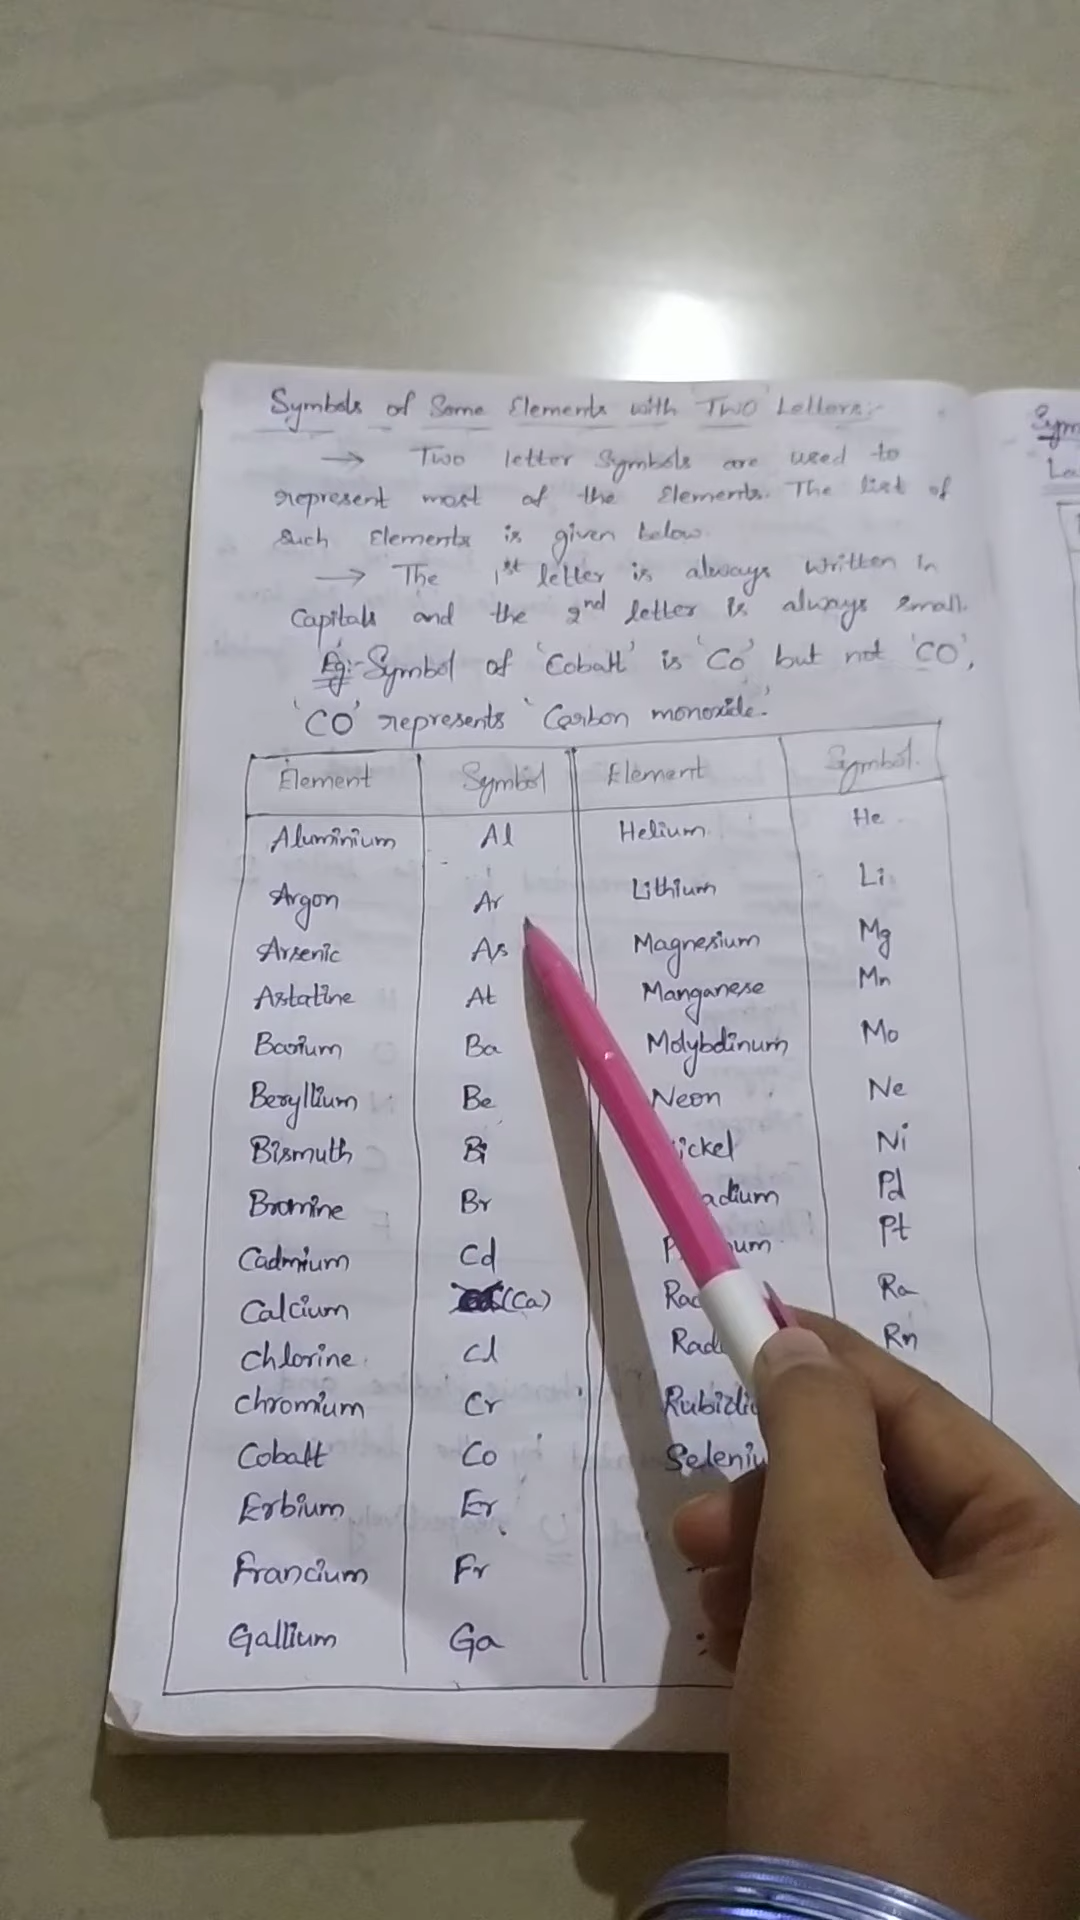 Symbols of Some Elements with 'TWO' Letters:-
→ Two letter Symbols are used to
represent most of the Elements. The list of
such Elements is given below.
→ The 1st letter is always written in
Capitals and the 2nd letter is always small.
Eg:- Symbol of 'Cobalt' is 'Co' but not 'CO',
'CO' represents 'Carbon monoxide.'
Element Symbol Element Symbol
Aluminium Al Helium He
Argon Ar Lithium Li
Arsenic As Magnesium Mg
Astatine At Manganese Mn
Barium Ba Molybdinum Mo
Beryllium Be Neon Ne
Bismuth Bi ickel Ni
Bromine Br adium Pd
Cadmium Cd Pt
Calcium (Ca) Ra
Chlorine Cl Rn
Chromium Cr
Cobalt Co
Erbium Er
Francium Fr
Gallium Ga